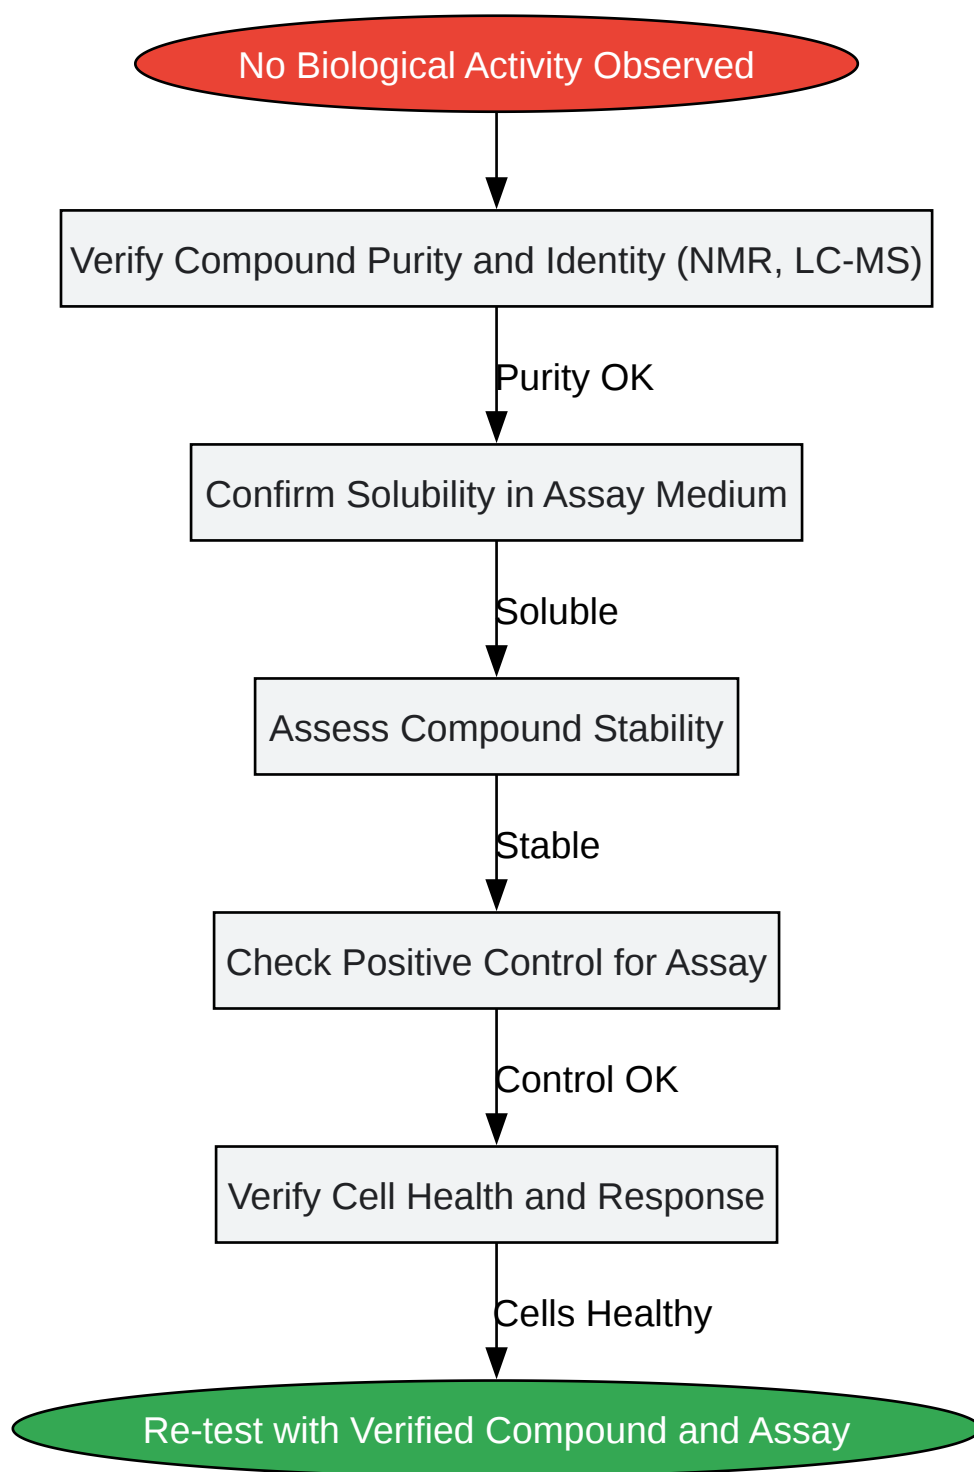 No Biological Activity Observed
Verify Compound Purity and Identity (NMR, LC-MS)
Purity OK
Confirm Solubility in Assay Medium
Soluble
Assess Compound Stability
Stable
Check Positive Control for Assay
Control OK
Verify Cell Health and Response
Cells Healthy
Re-test with Verified Compound and Assay